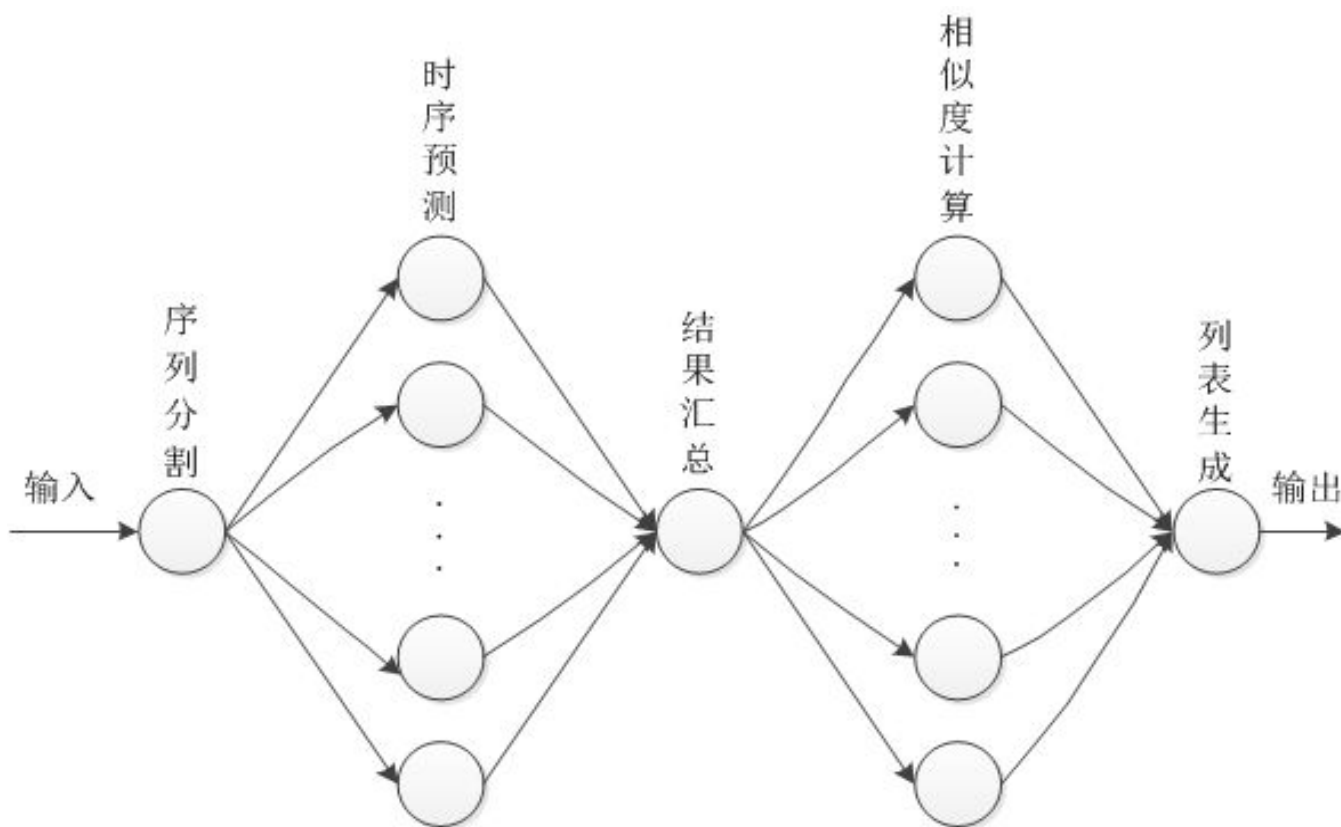 输入
序列分割
时序预测
结果汇总
相似度计算
列表生成
输出